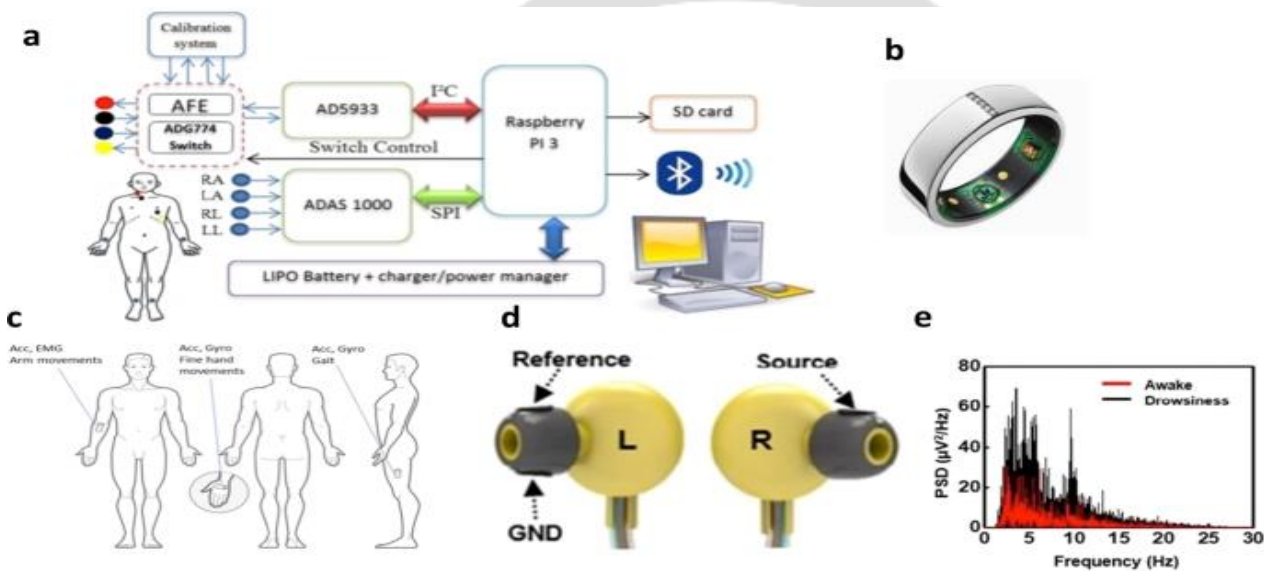 a
Calibration
system
AFE
ADG774
Switch
AD5933
I²C
Raspberry
PI 3
SD card
Switch Control
RA
LA
RL
LL
ADAS 1000
SPI
LIPO Battery + charger/power manager
b
c
Acc, EMG
Arm movements
Acc, Gyro
Fine hand
movements
Acc, Gyro
Gait
d
Reference
Source
L
R
GND
e
80
60
40
20
0
PSD (µV²/Hz)
Awake
Drowsiness
0 5 10 15 20 25 30
Frequency (Hz)